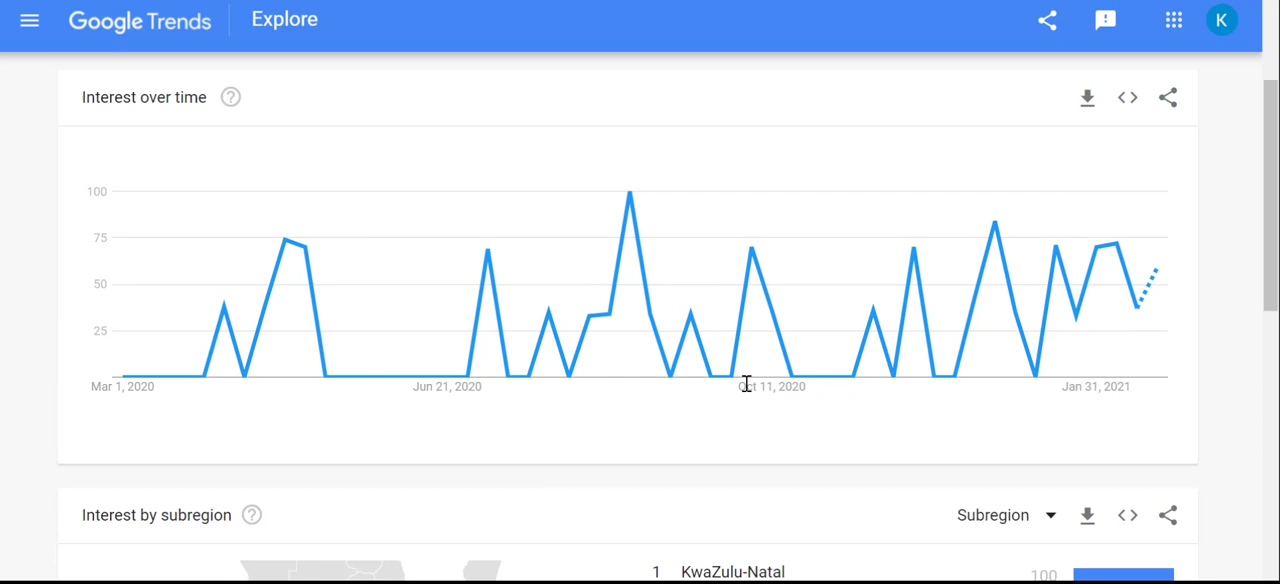 Google Trends Explore K
Interest over time ?
100
75
50
25
Mar 1, 2020 Jun 21, 2020 Oct 11, 2020 Jan 31, 2021
Interest by subregion ? Subregion
1 KwaZulu-Natal 100